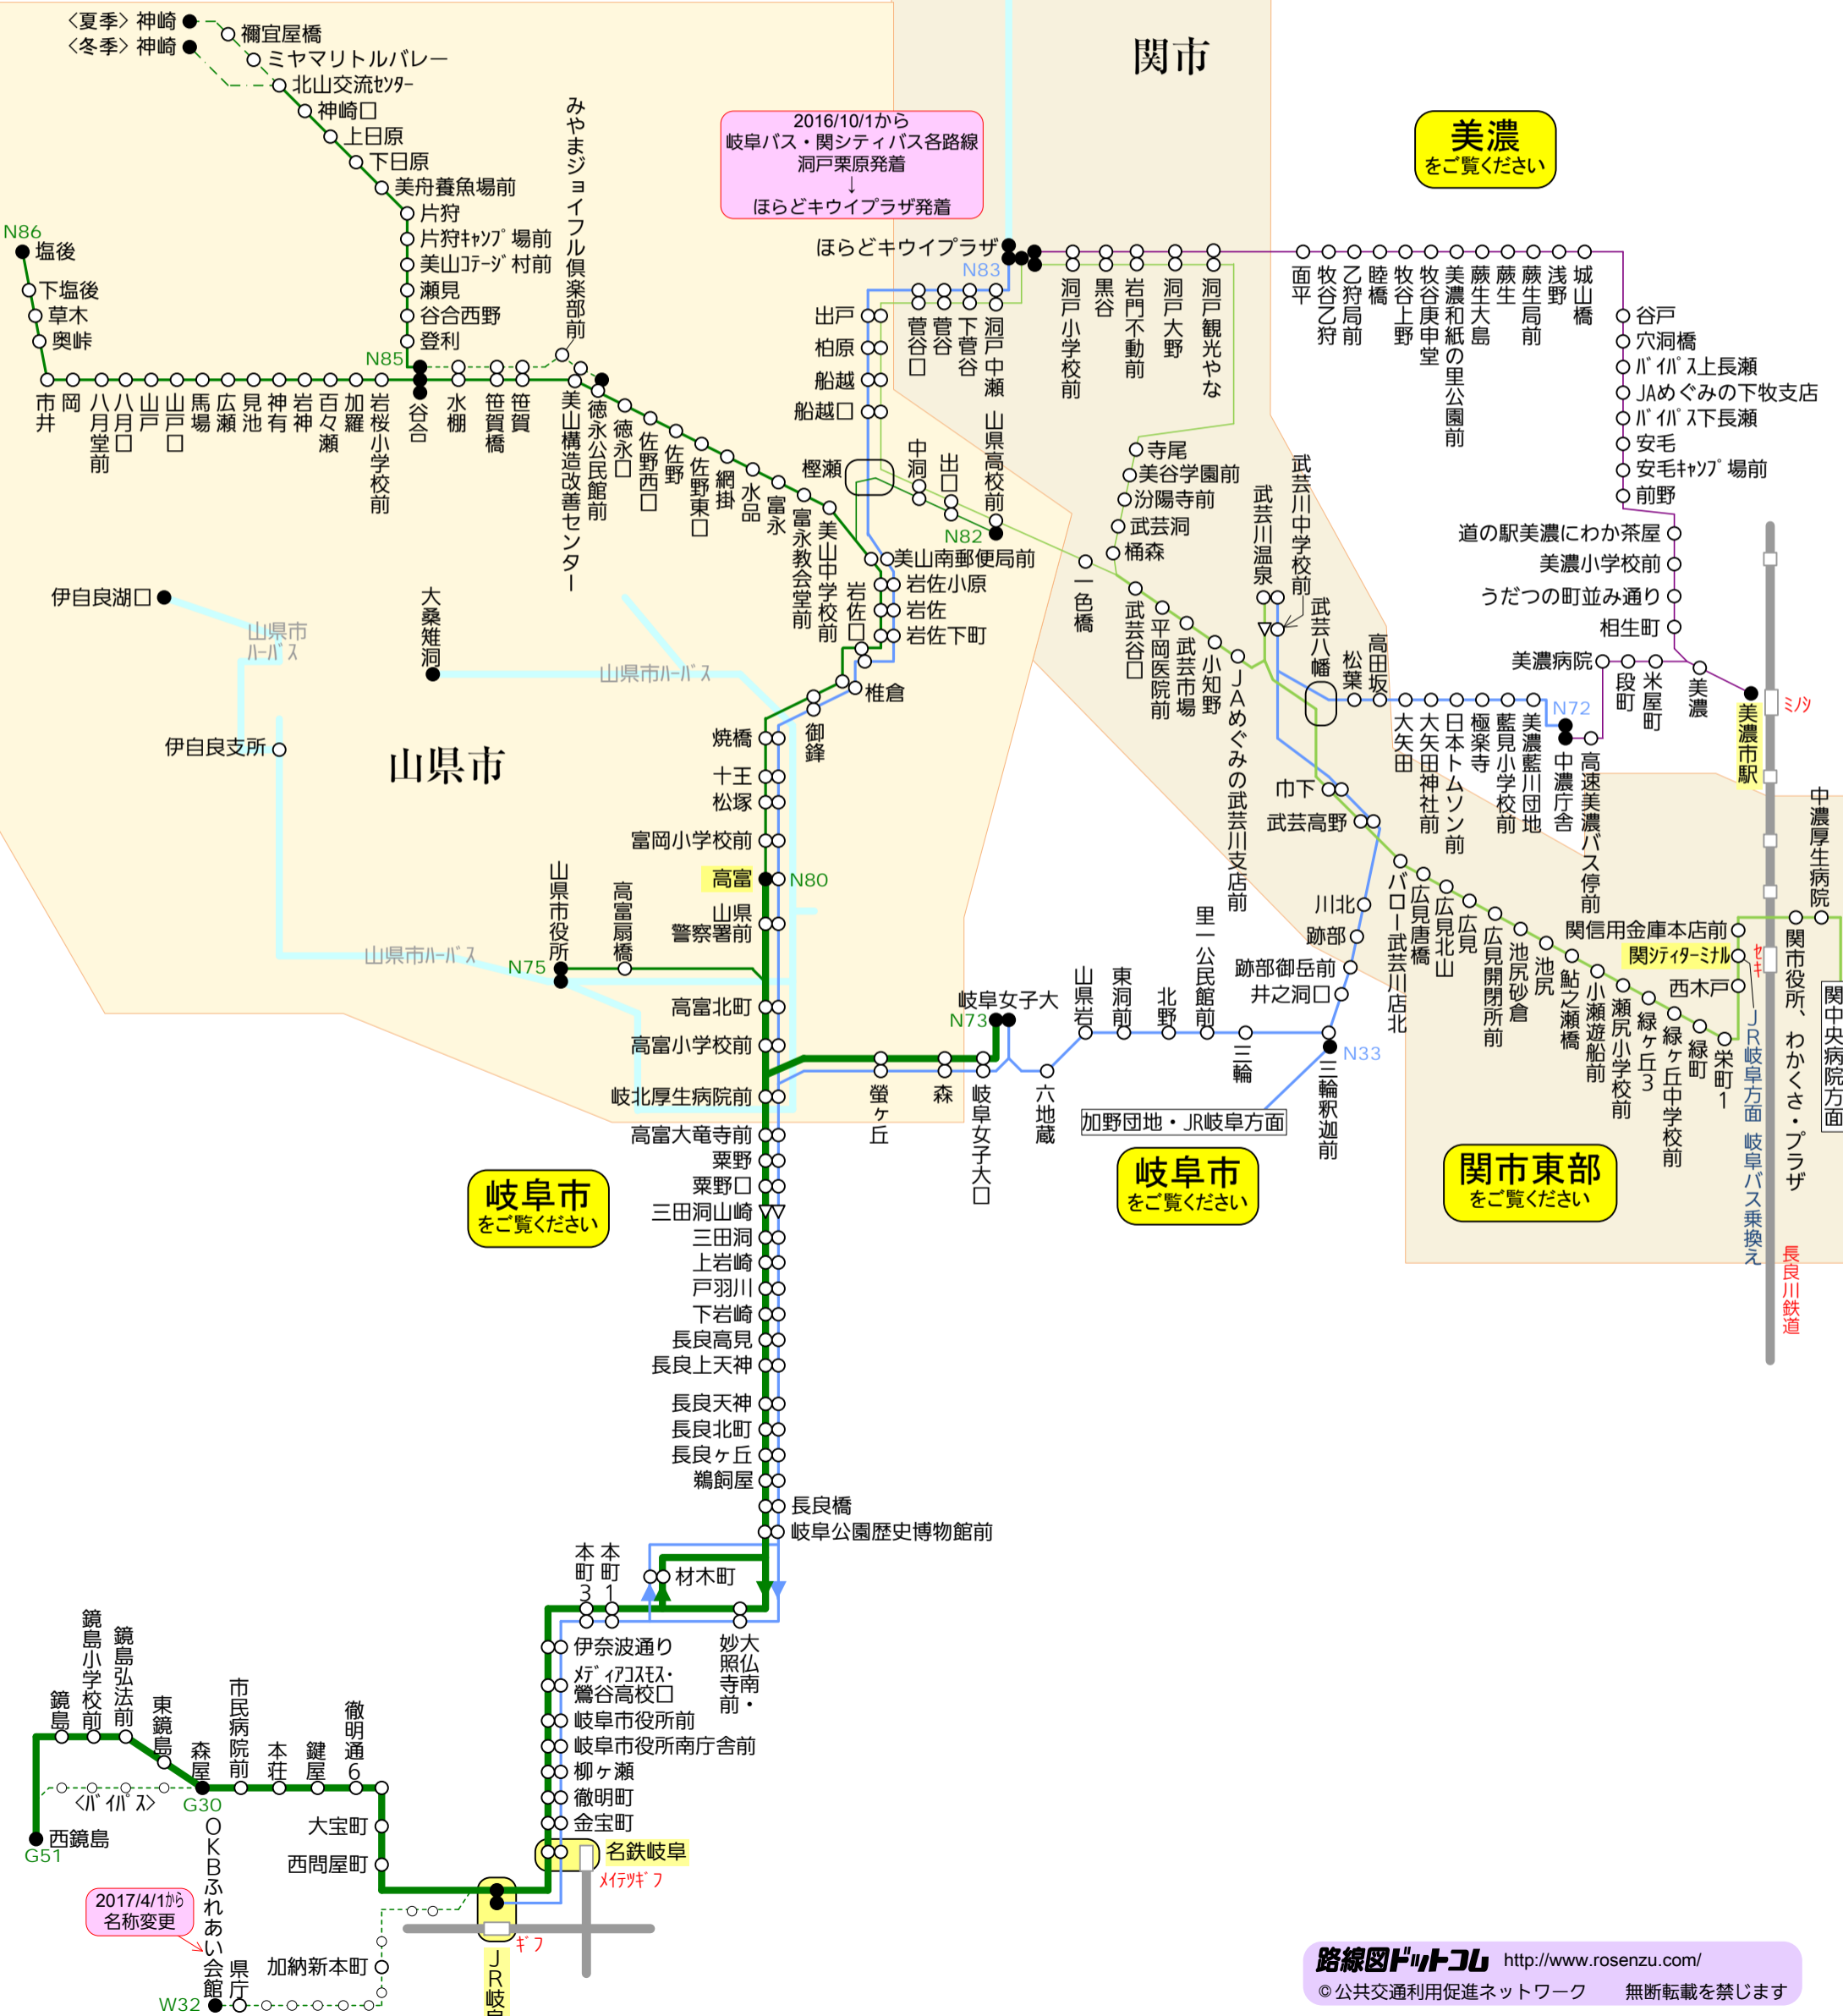 〈夏季〉神崎
〈冬季〉神崎
禰宜屋橋
ミヤマリトルバレー
北山交流ｾﾝﾀｰ
神崎口
上日原
下日原
美舟養魚場前
片狩
片狩ｷｬﾝﾌﾟ場前
美山ｺﾃｰｼﾞ村前
瀬見
谷合西野
登利
N85
N86
塩後
下塩後
草木
奥峠
市井
岡
八月堂前
八月口
山戸
山戸口
馬場
広瀬
見池
神有
岩神
百々瀬
加羅
岩桜小学校前
谷合
水棚
笹賀橋
笹賀
みやまジョイフル倶楽部前
美山構造改善センター
徳永公民館前
徳永口
佐野西口
佐野
佐野東口
網掛
水品
富永
富永教会堂前
美山中学校前
2016/10/1から
岐阜バス・関シティバス各路線
洞戸栗原発着
↓
ほらどキウイプラザ発着
関市
美濃
をご覧ください
ほらどキウイプラザ
N83
出戸
柏原
船越
船越口
樫瀬
菅谷口
菅谷
下菅谷
洞戸中瀬
中洞
出口
山県高校前
N82
洞戸小学校前
黒谷
岩門不動前
洞戸大野
洞戸観光やな
面平
牧谷乙狩
乙狩局前
睦橋
牧谷上野
牧谷庚申堂
美濃和紙の里公園前
蕨生大島
蕨生
蕨生局前
浅野
城山橋
谷戸
穴洞橋
ﾊﾞｲﾊﾟｽ上長瀬
JAめぐみの下牧支店
ﾊﾞｲﾊﾟｽ下長瀬
安毛
安毛ｷｬﾝﾌﾟ場前
前野
道の駅美濃にわか茶屋
美濃小学校前
うだつの町並み通り
相生町
美濃病院
段町
米屋町
美濃
美濃市駅
ﾐﾉｼ
寺尾
美谷学園前
汾陽寺前
武芸洞
桶森
一色橋
武芸谷口
平岡医院前
武芸市場
小知野
JAめぐみの武芸川支店前
武芸川温泉
武芸川中学校前
武芸八幡
松葉
高田坂
大矢田
大矢田神社前
日本トムソン前
極楽寺
藍見小学校前
美濃藍川団地
N72
中濃庁舎
高速美濃バス停前
美山南郵便局前
岩佐小原
岩佐
岩佐下町
岩佐口
椎倉
御鋒
伊自良湖口
山県市
ﾊｰﾊﾞｽ
大桑雉洞
山県市ﾊｰﾊﾞｽ
伊自良支所
山県市
焼橋
十王
松塚
富岡小学校前
高富
N80
山県
警察署前
山県市役所
高富扇橋
N75
山県市ﾊｰﾊﾞｽ
高富北町
高富小学校前
岐北厚生病院前
高富大竜寺前
粟野
粟野口
三田洞山崎
三田洞
上岩崎
戸羽川
下岩崎
長良高見
長良上天神
長良天神
長良北町
長良ヶ丘
鵜飼屋
長良橋
岐阜公園歴史博物館前
岐阜女子大
N73
螢ヶ丘
森
岐阜女子大口
六地蔵
山県岩
東洞前
北野
里一公民館前
三輪
三輪釈迦前
N33
加野団地・JR岐阜方面
巾下
武芸高野
川北
跡部
跡部御岳前
井之洞口
バロー武芸川店北
広見唐橋
広見北山
広見
広見開閉所前
池尻砂倉
池尻
鮎之瀬橋
小瀬遊船前
瀬尻小学校前
緑ヶ丘3
緑ヶ丘中学校前
緑町
栄町1
西木戸
関ｼﾃｨﾀｰﾐﾅﾙ
関信用金庫本店前
ｾｷ
JR岐阜方面 岐阜バス乗換え
関市役所、わかくさ・プラザ
中濃厚生病院
関中央病院方面
長良川鉄道
岐阜市
をご覧ください
岐阜市
をご覧ください
関市東部
をご覧ください
材木町
本町3
本町1
大仏南・
妙照寺前
伊奈波通り
ﾒﾃﾞｨｱｺｽﾓｽ・
鶯谷高校口
岐阜市役所前
岐阜市役所南庁舎前
柳ヶ瀬
徹明町
金宝町
名鉄岐阜
ﾒｲﾃﾂｷﾞﾌ
ｷﾞﾌ
JR岐阜
鏡島
鏡島小学校前
鏡島弘法前
東鏡島
森屋
市民病院前
本荘
鍵屋
徹明通6
〈ﾊﾞｲﾊﾟｽ〉
G30
西鏡島
G51
大宝町
西問屋町
OKBふれあい会館
2017/4/1から
名称変更
県庁
加納新本町
W32
路線図ドットコム http://www.rosenzu.com/
©公共交通利用促進ネットワーク 無断転載を禁じます